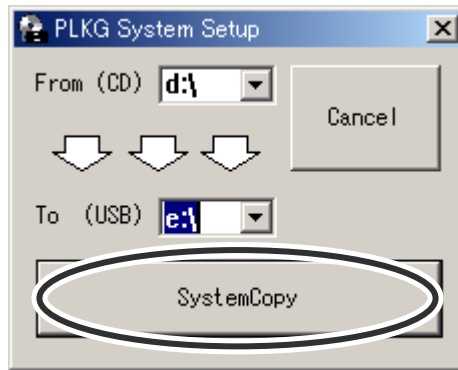 PLKG System Setup
From (CD) d:\
Cancel
To (USB) e:\
SystemCopy